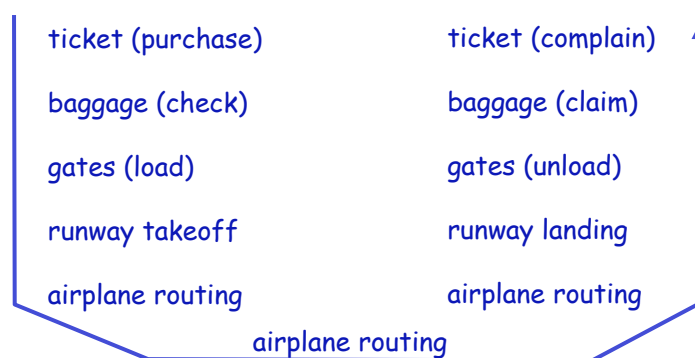 ticket (purchase)
baggage (check)
gates (load)
runway takeoff
airplane routing
ticket (complain)
baggage (claim)
gates (unload)
runway landing
airplane routing
airplane routing